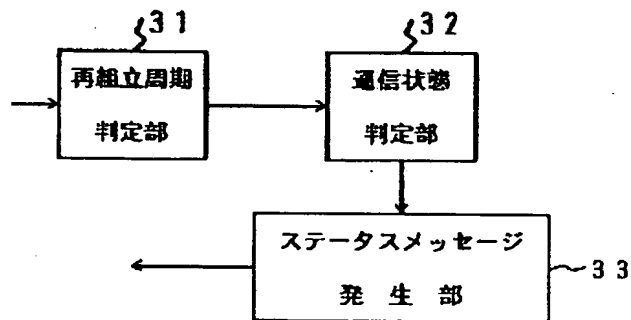 31
再組立周期
判定部
32
通信状態
判定部
ステータスメッセージ
発生部
33